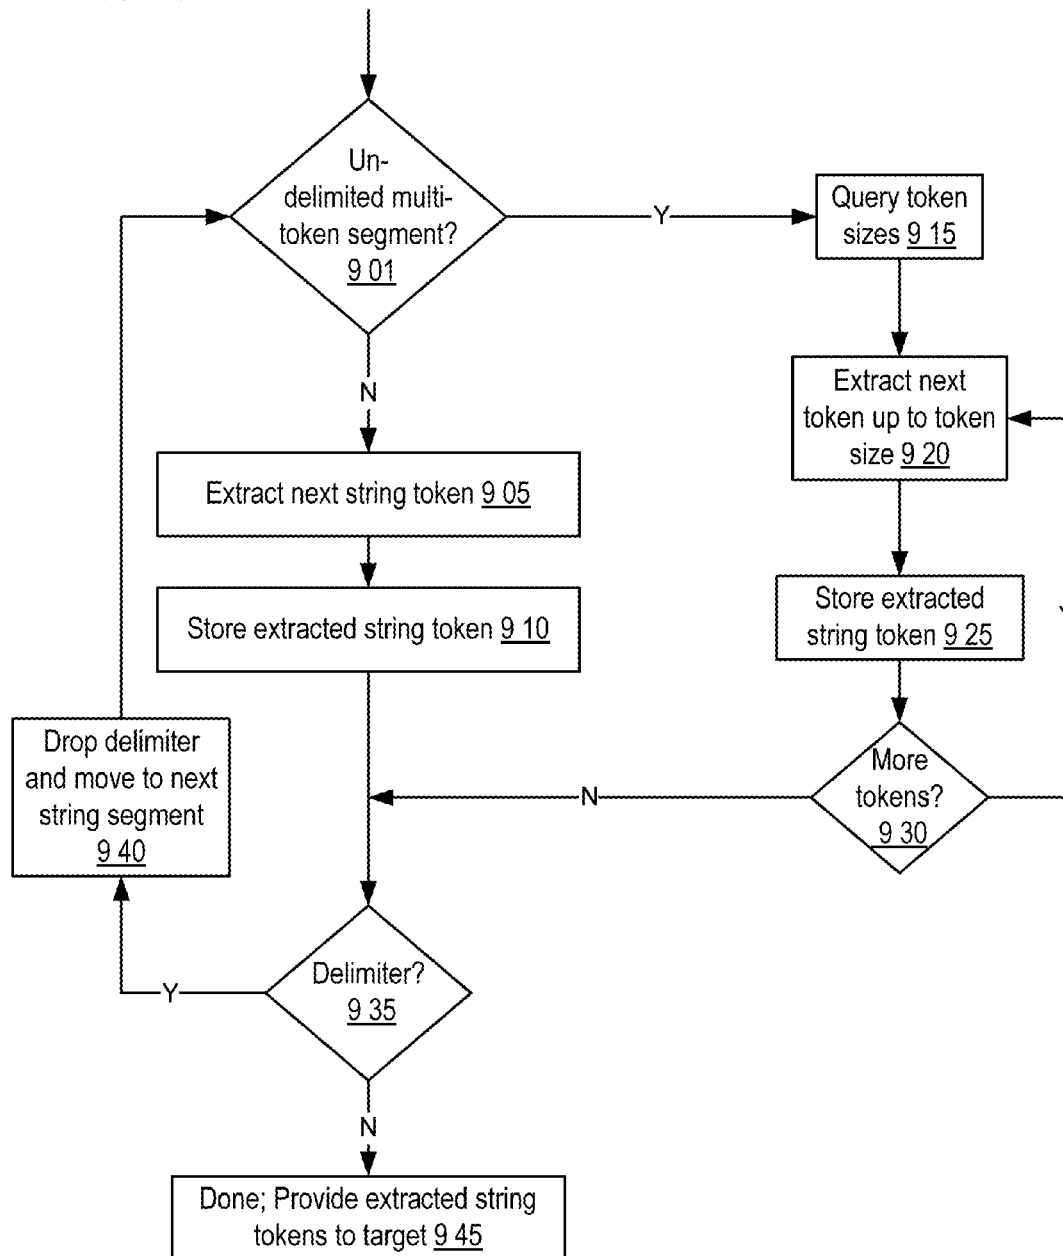 Un-
delimited multi-
token segment?
9 01
Y
Query token
sizes 9 15
N
Extract next
token up to token
size 9 20
Extract next string token 9 05
Store extracted string token 9 10
Store extracted
string token 9 25
Drop delimiter
and move to next
string segment
9 40
More
tokens?
9 30
N
Delimiter?
9 35
Y
N
Done; Provide extracted string
tokens to target 9 45